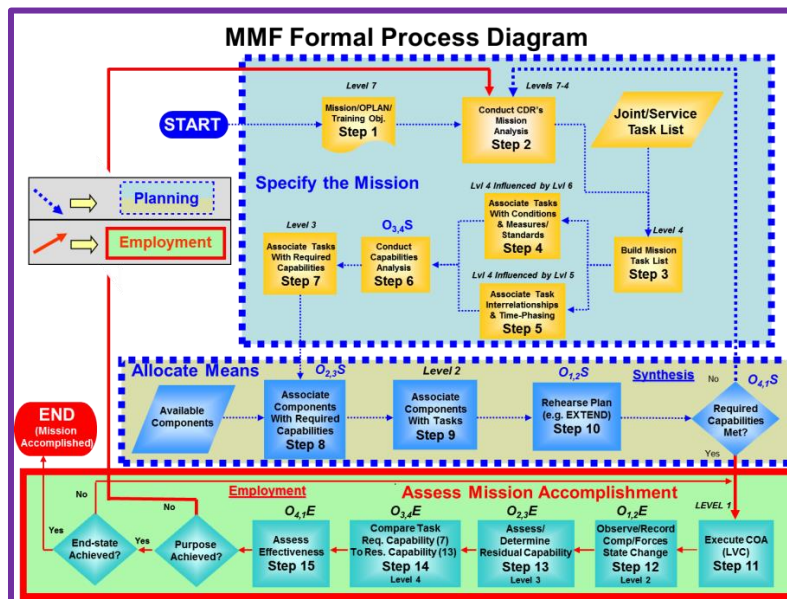 MMF Formal Process Diagram
Level 7
Levels 7-4
START
Mission/OPLAN/
Training Obj.
Step 1
Conduct CDR's
Mission
Analysis
Step 2
Joint/Service
Task List
Planning
Employment
Specify the Mission
Lvl 4 Influenced by Lvl 6
Associate Tasks
With Conditions
& Measures/
Standards
Step 4
Level 3
Associate Tasks
With Required
Capabilities
Step 7
O3,4S
Conduct
Capabilities
Analysis
Step 6
Lvl 4 Influenced by Lvl 5
Associate Task
Interrelationships
& Time-Phasing
Step 5
Level 4
Build Mission
Task List
Step 3
Allocate Means
O2,3S
Level 2
O1,2S
Synthesis
No
O4,1S
Available
Components
Associate
Components
With Required
Capabilities
Step 8
Associate
Components
With Tasks
Step 9
Rehearse Plan
(e.g. EXTEND)
Step 10
Required
Capabilities
Met?
Yes
END
(Mission
Accomplished)
No
Employment
Assess Mission Accomplishment
LEVEL 1
No
Yes
End-state
Achieved?
Yes
Purpose
Achieved?
O4,1E
Assess
Effectiveness
Step 15
O3,4E
Compare Task
Req. Capability (7)
To Res. Capability (13)
Step 14
Level 4
O2,3E
Assess/
Determine
Residual Capability
Step 13
Level 3
O1,2E
Observe/Record
Comp/Forces
State Change
Step 12
Level 2
Execute COA
(LVC)
Step 11